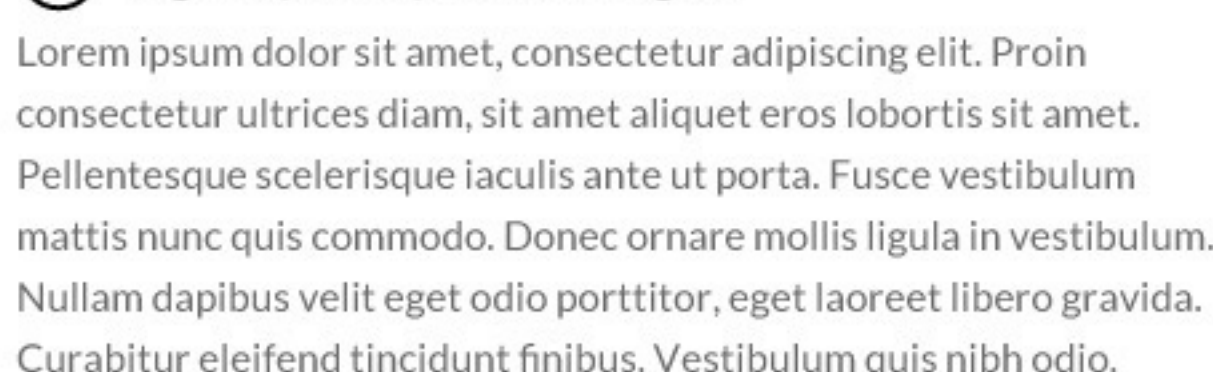 Lorem ipsum dolor sit amet, consectetur adipiscing elit. Proin
consectetur ultrices diam, sit amet aliquet eros lobortis sit amet.
Pellentesque scelerisque iaculis ante ut porta. Fusce vestibulum
mattis nunc quis commodo. Donec ornare mollis ligula in vestibulum.
Nullam dapibus velit eget odio porttitor, eget laoreet libero gravida.
Curabitur eleifend tincidunt finibus. Vestibulum quis nibh odio.